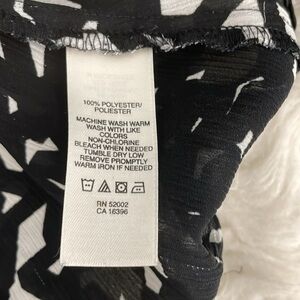 100% POLYESTER/
POLIESTER
MACHINE WASH WARM
WASH WITH LIKE
COLORS
NON-CHLORINE
BLEACH WHEN NEEDED
TUMBLE DRY LOW
REMOVE PROMPTLY
WARM IRON IF NEEDED
RN 52002
CA 16396